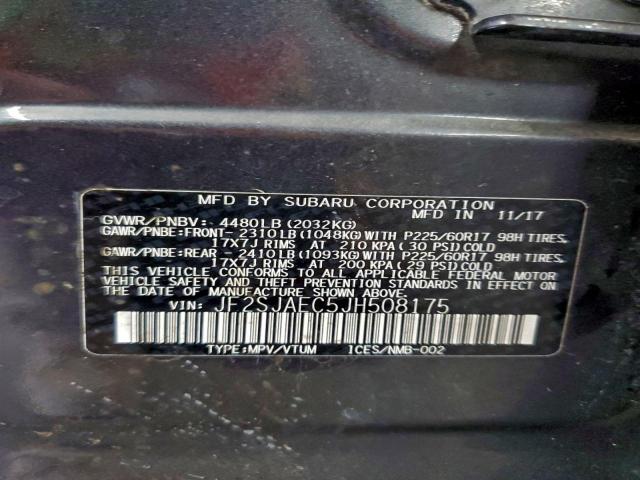 MFD BY SUBARU CORPORATION
MFD IN 11/17
GVWR/PNBV: 4480LB(2032KG)
GAWR/PNBE:FRONT- 2310LB(1048KG)WITH P225/60R17 98H TIRES,
17X7J RIMS AT 210 KPA( 30 PSI)COLD
GAWR/PNBE:REAR - 2410LB(1093KG)WITH P225/60R17 98H TIRES,
17X7J RIMS AT 200 KPA( 29 PSI)COLD
THIS VEHICLE CONFORMS TO ALL APPLICABLE FEDERAL MOTOR
VEHICLE SAFETY AND THEFT PREVENTION STANDARDS IN EFFECT ON
THE DATE OF MANUFACTURE SHOWN ABOVE.
VIN: JF2SJAEC5JH508175
TYPE:MPV/VTUM ICES/NMB-002